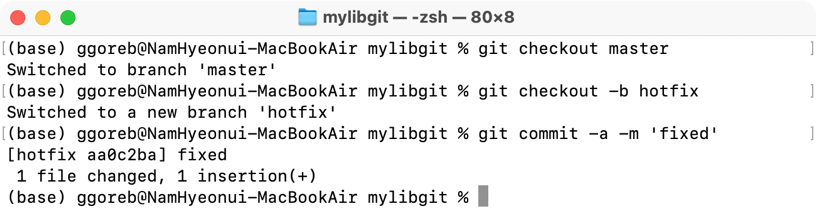 mylibgit — -zsh — 80×8
[(base) ggoreb@NamHyeonui-MacBookAir mylibgit % git checkout master ]
Switched to branch 'master'
[(base) ggoreb@NamHyeonui-MacBookAir mylibgit % git checkout -b hotfix ]
Switched to a new branch 'hotfix'
[(base) ggoreb@NamHyeonui-MacBookAir mylibgit % git commit -a -m 'fixed' ]
[hotfix aa0c2ba] fixed
 1 file changed, 1 insertion(+)
(base) ggoreb@NamHyeonui-MacBookAir mylibgit %